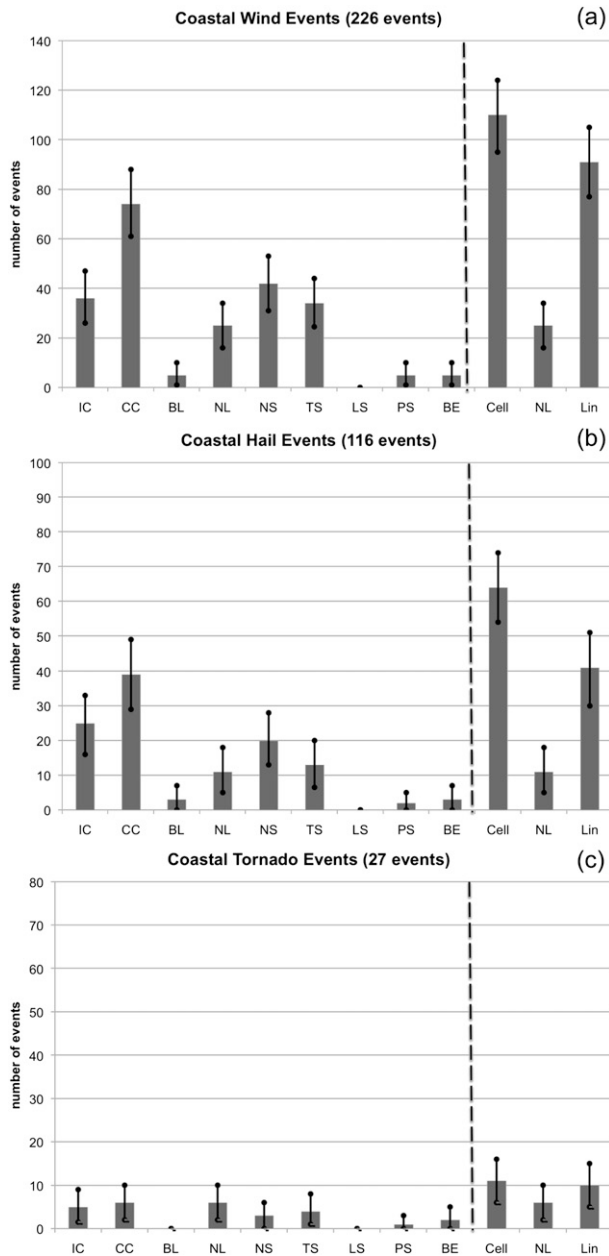 Coastal Wind Events (226 events)
(a)
number of events
140
120
100
80
60
40
20
0
IC CC BL NL NS TS LS PS BE Cell NL Lin
Coastal Hail Events (116 events)
(b)
number of events
100
90
80
70
60
50
40
30
20
10
0
IC CC BL NL NS TS LS PS BE Cell NL Lin
Coastal Tornado Events (27 events)
(c)
number of events
80
70
60
50
40
30
20
10
0
IC CC BL NL NS TS LS PS BE Cell NL Lin